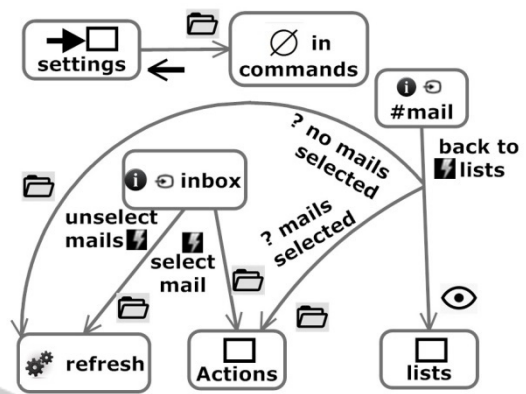 settings
∅ in
commands
#mail
? no mails
selected
back to
lists
inbox
unselect
mails
? mails
selected
select
mail
refresh
Actions
lists